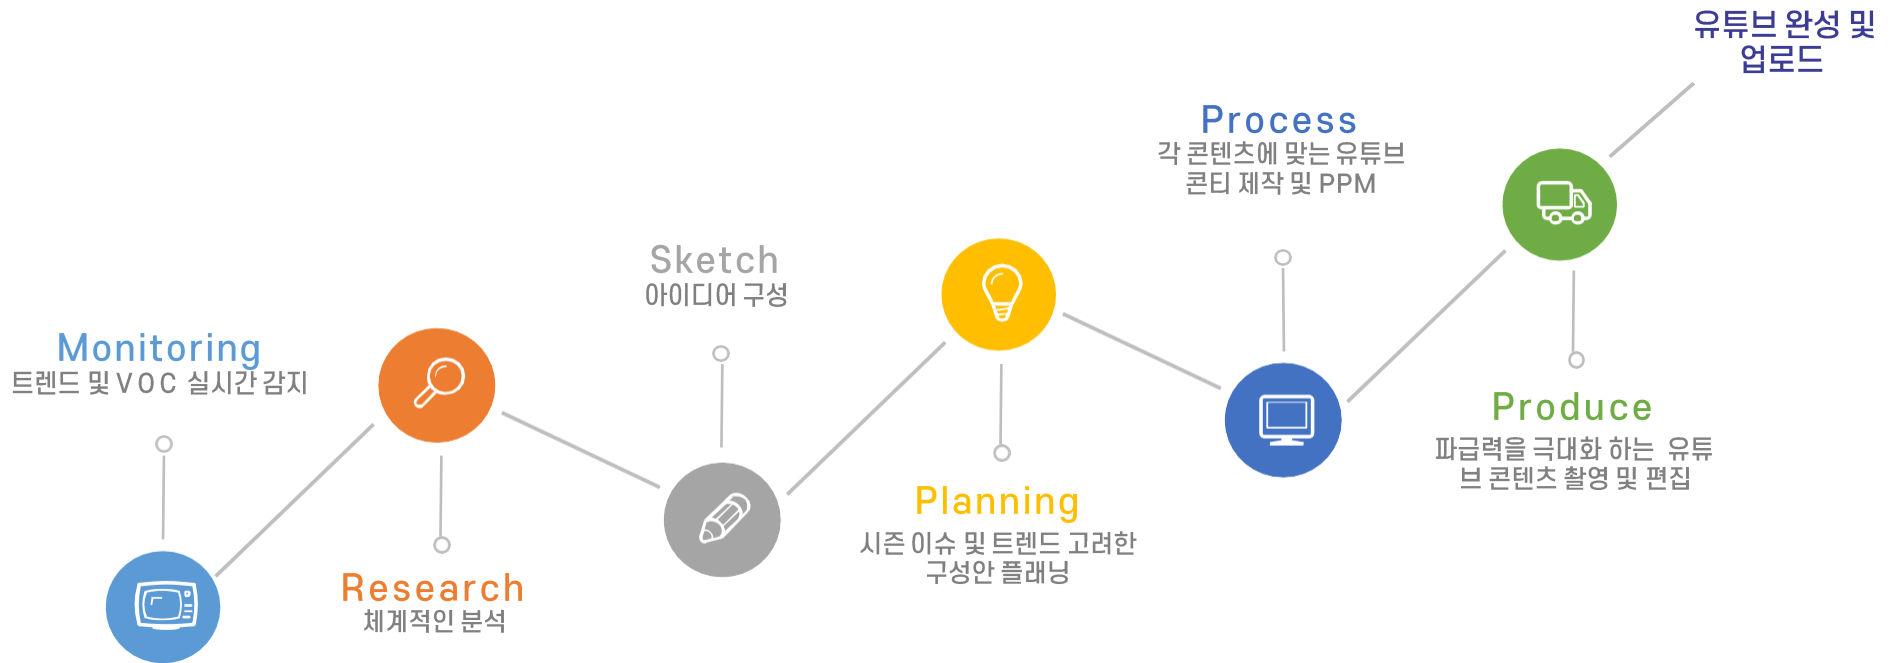 Monitoring
트렌드 및 V O C 실시간 감지
Research
체계적인 분석
Sketch
아이디어 구성
Planning
시즌 이슈 및 트렌드 고려한
구성안 플래닝
Process
각 콘텐츠에 맞는 유튜브
콘티 제작 및 PPM
Produce
파급력을 극대화 하는 유튜
브 콘텐츠 촬영 및 편집
유튜브 완성 및
업로드